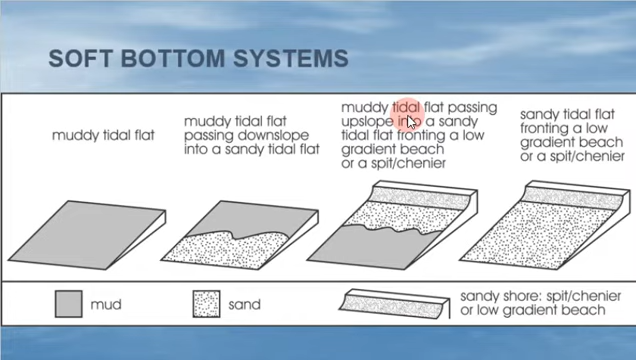 SOFT BOTTOM SYSTEMS
muddy tidal flat
muddy tidal flat
passing downslope
into a sandy tidal flat
muddy tidal flat passing
upslope into a sandy
tidal flat fronting a low
gradient beach
or a spit/chenier
sandy tidal flat
fronting a low
gradient beach
or a spit/chenier
mud
sand
sandy shore: spit/chenier
or low gradient beach